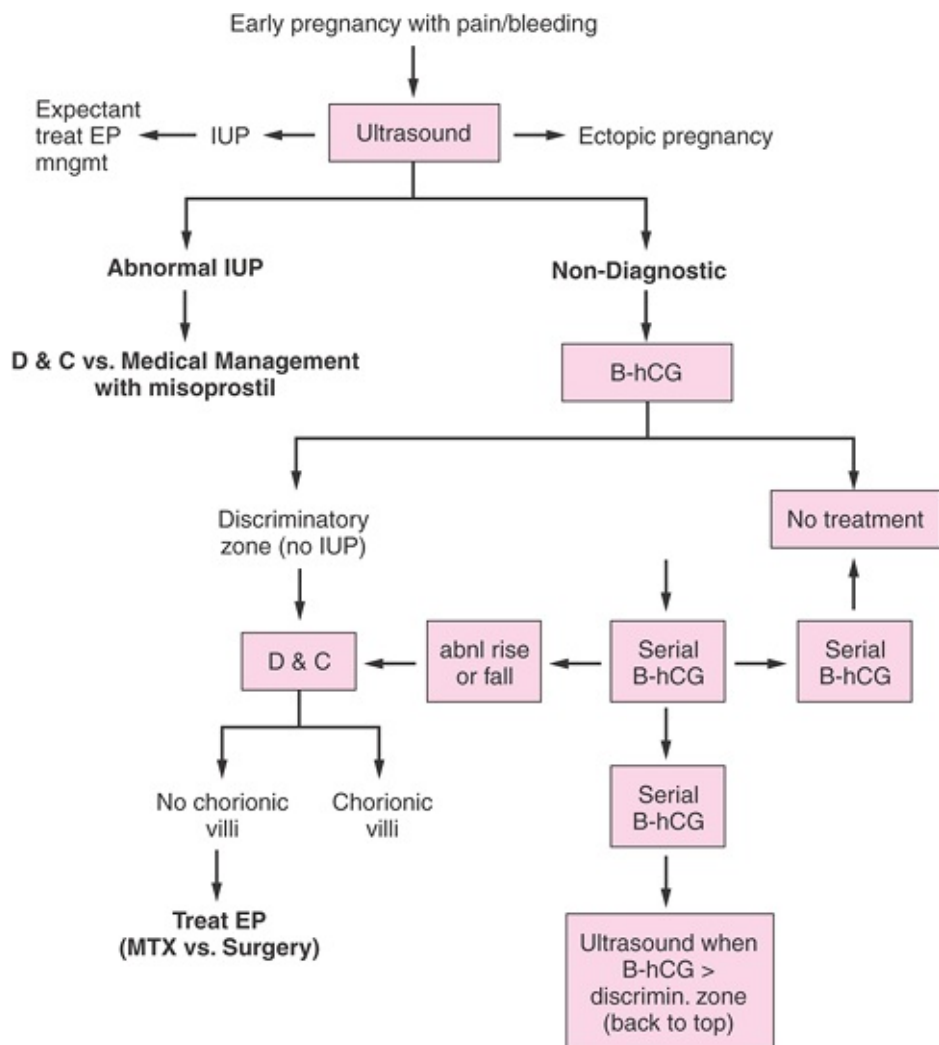 Early pregnancy with pain/bleeding
Expectant
treat EP
mngmt
IUP
Ultrasound
Ectopic pregnancy
Abnormal IUP
Non-Diagnostic
D & C vs. Medical Management
with misoprostil
B-hCG
Discriminatory
zone (no IUP)
No treatment
D & C
abnl rise
or fall
Serial
B-hCG
Serial
B-hCG
No chorionic
villi
Chorionic
villi
Serial
B-hCG
Treat EP
(MTX vs. Surgery)
Ultrasound when
B-hCG >
discrimin. zone
(back to top)